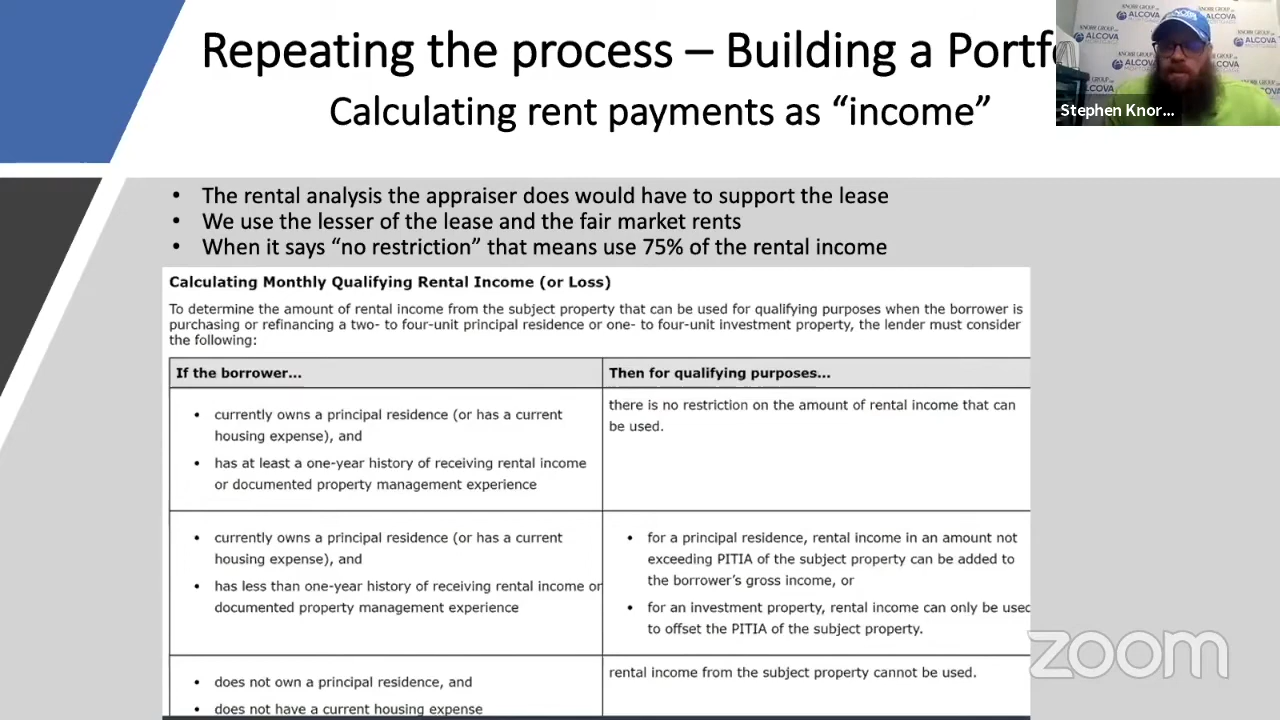 Repeating the process – Building a Portf
Calculating rent payments as “income”
KNORR GROUP
ALCOVA
Stephen Knor...
• The rental analysis the appraiser does would have to support the lease
• We use the lesser of the lease and the fair market rents
• When it says “no restriction” that means use 75% of the rental income
Calculating Monthly Qualifying Rental Income (or Loss)
To determine the amount of rental income from the subject property that can be used for qualifying purposes when the borrower is
purchasing or refinancing a two- to four-unit principal residence or one- to four-unit investment property, the lender must consider
the following:
If the borrower...
Then for qualifying purposes...
• currently owns a principal residence (or has a current
housing expense), and
• has at least a one-year history of receiving rental income
or documented property management experience
there is no restriction on the amount of rental income that can
be used.
• currently owns a principal residence (or has a current
housing expense), and
• has less than one-year history of receiving rental income or
documented property management experience
• for a principal residence, rental income in an amount not
exceeding PITIA of the subject property can be added to
the borrower’s gross income, or
• for an investment property, rental income can only be used
to offset the PITIA of the subject property.
• does not own a principal residence, and
• does not have a current housing expense
rental income from the subject property cannot be used.
zoom